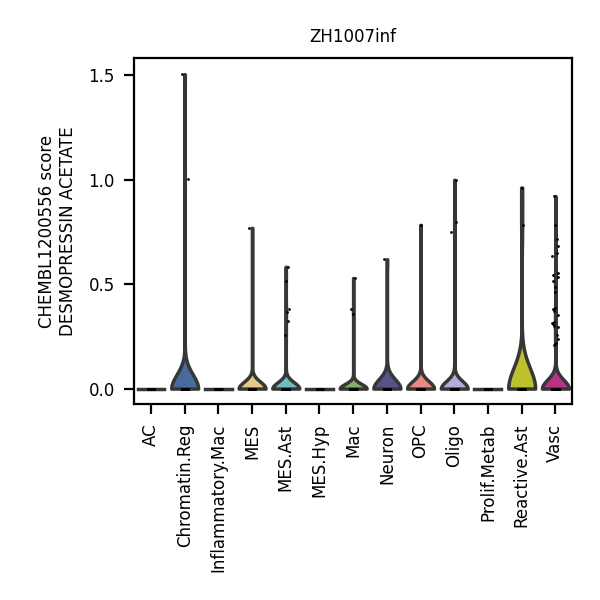 ZH1007inf
CHEMBL1200556 score
DESMOPRESSIN ACETATE
1.5
1.0
0.5
0.0
AC
Chromatin.Reg
Inflammatory.Mac
MES
MES.Ast
MES.Hyp
Mac
Neuron
OPC
Oligo
Prolif.Metab
Reactive.Ast
Vasc